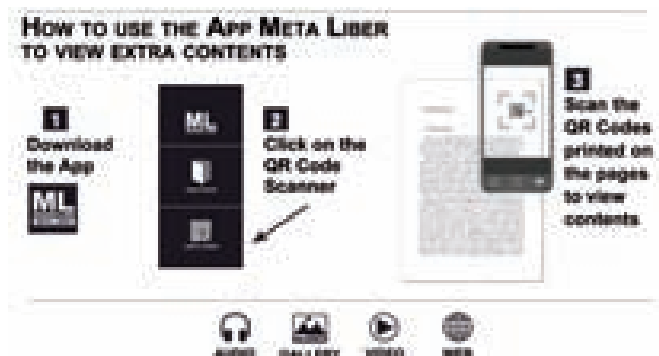 HOW TO USE THE APP META LIBER
TO VIEW EXTRA CONTENTS
1
Download
the App
ML
ML
2
Click on the
QR Code
Scanner
3
Scan the
QR Codes
printed on
the pages
to view
contents
AUDIO
GALLERY
VIDEO
WEB